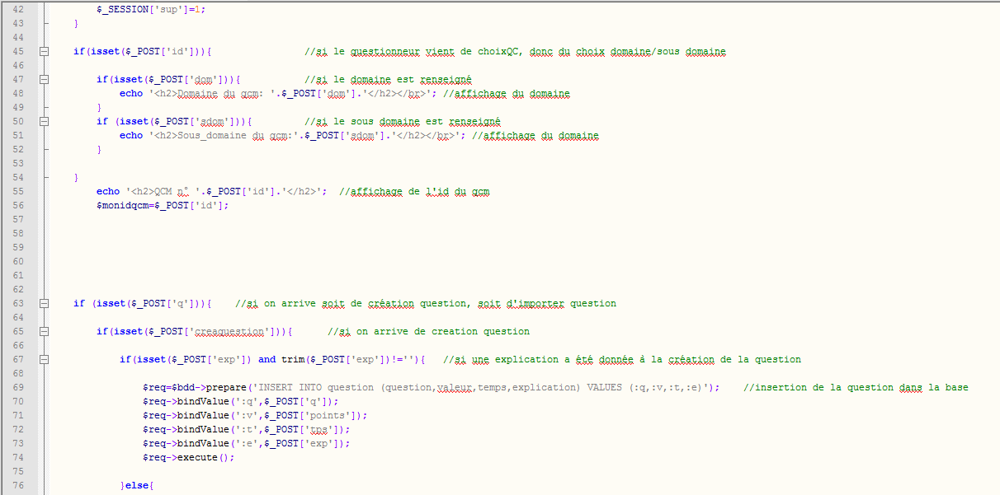 42 $_SESSION['sup']=1;
43 }
44
45 if(isset($_POST['id'])){ //si le questionneur vient de choixQC, donc du choix domaine/sous domaine
46
47 if(isset($_POST['dom'])){ //si le domaine est renseigné
48 echo '<h2>Domaine du qcm: '.$_POST['dom'].'</h2></br>'; //affichage du domaine
49 }
50 if (isset($_POST['sdom'])){ //si le sous domaine est renseigné
51 echo '<h2>Sous_domaine du qcm:'.$_POST['sdom'].'</h2></br>'; //affichage du domaine
52 }
53
54 }
55 echo '<h2>QCM n° '.$_POST['id'].'</h2>'; //affichage de l'id du qcm
56 $monidqcm=$_POST['id'];
57
58
59
60
61
62
63 if (isset($_POST['q'])){ //si on arrive soit de création question, soit d'importer question
64
65 if(isset($_POST['creaquestion'])){ //si on arrive de creation question
66
67 if(isset($_POST['exp']) and trim($_POST['exp'])!=''){ //si une explication a été donnée à la création de la question
68
69 $req=$bdd->prepare('INSERT INTO question (question,valeur,temps,explication) VALUES (:q,:v,:t,:e)'); //insertion de la question dans la base
70 $req->bindValue(':q',$_POST['q']);
71 $req->bindValue(':v',$_POST['points']);
72 $req->bindValue(':t',$_POST['tps']);
73 $req->bindValue(':e',$_POST['exp']);
74 $req->execute();
75
76 }else{